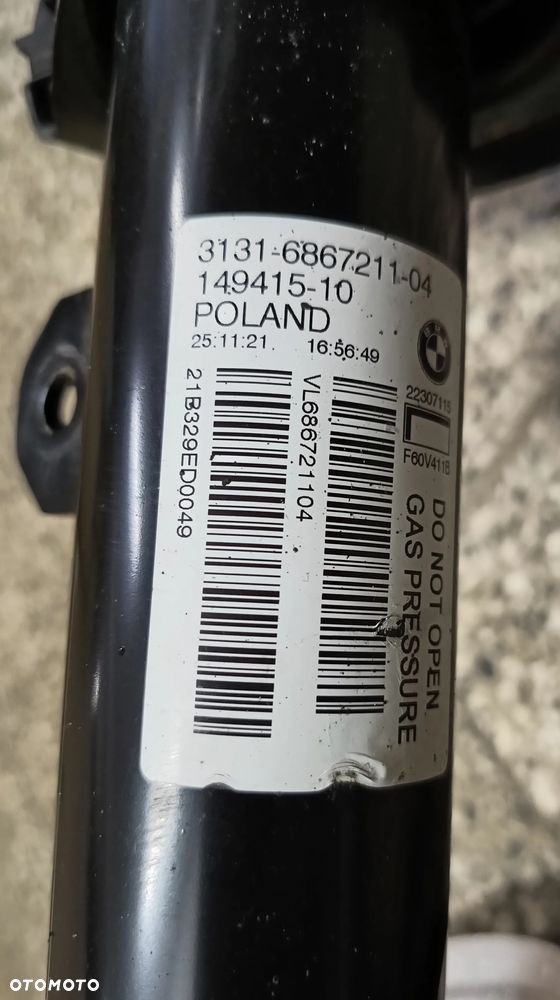 3131-6867211-04
149415-10
POLAND
25:11:21 16:56:49
BMW
22307115
L
F60V411B
21B329ED0049
VL686721104
DO NOT OPEN
GAS PRESSURE
OTOMOTO